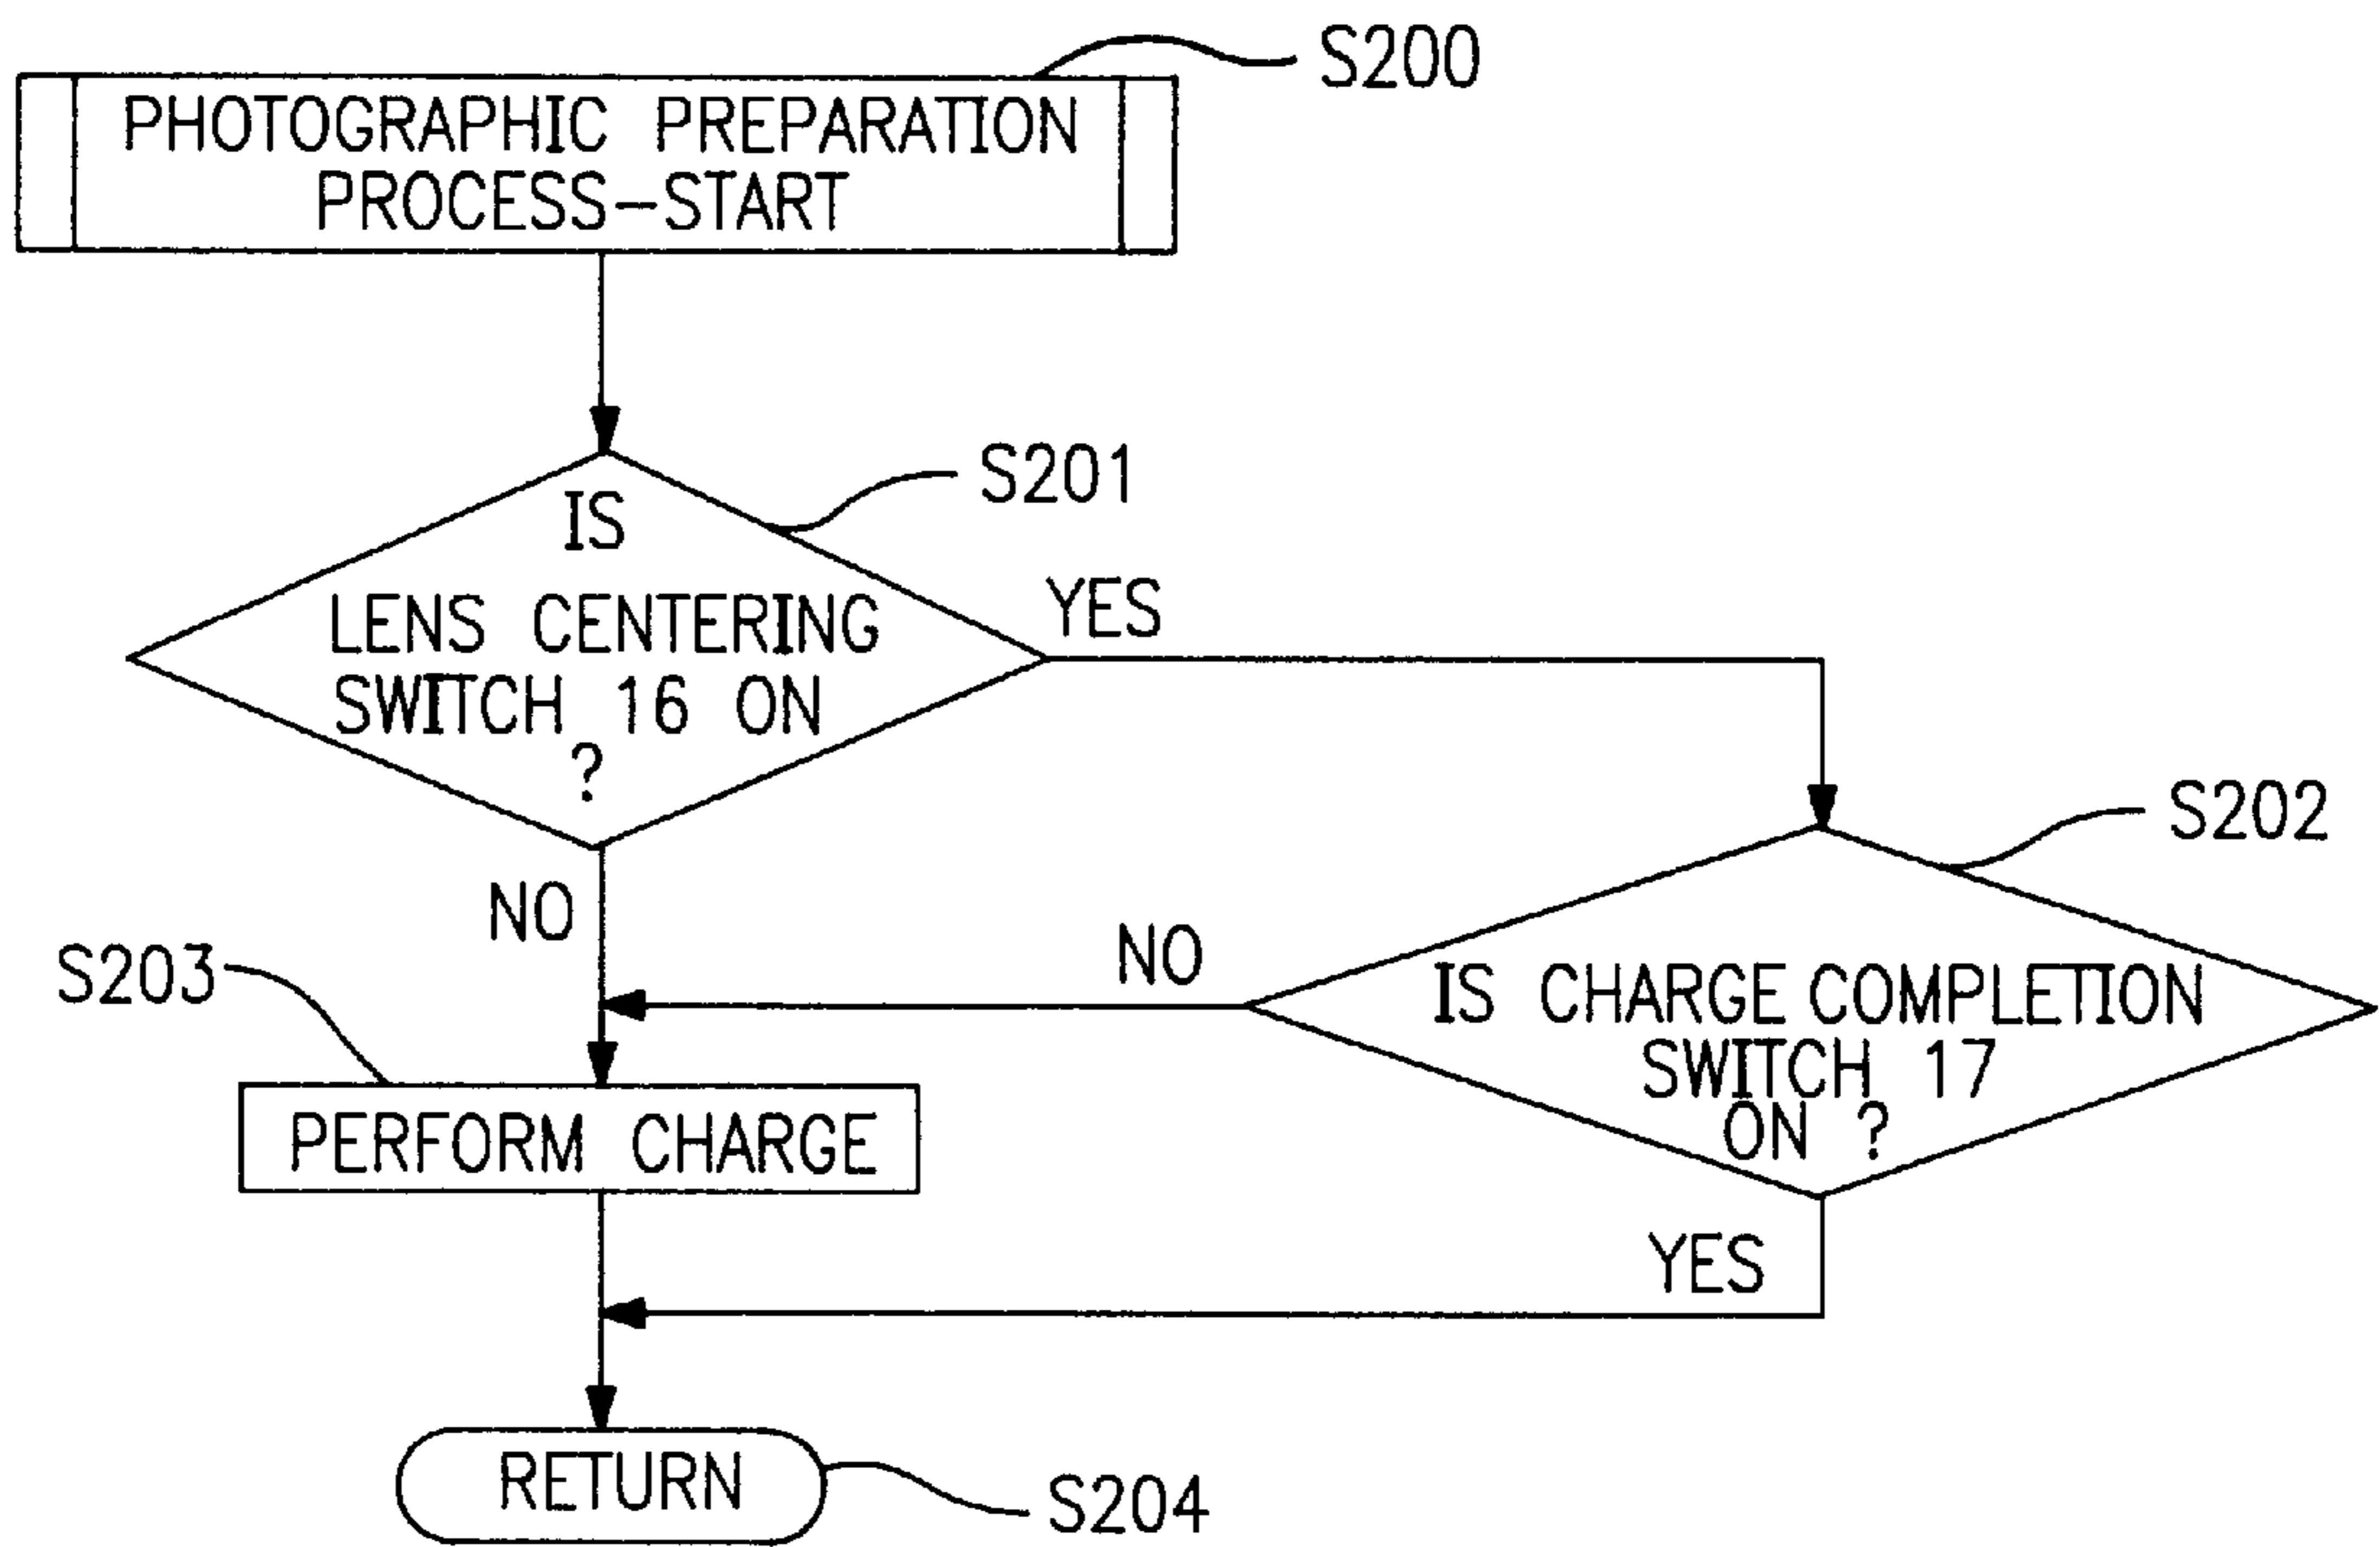 S200
PHOTOGRAPHIC PREPARATION
PROCESS-START
S201
IS
LENS CENTERING
SWITCH 16 ON
?
YES
S202
NO
S203
NO
IS CHARGE COMPLETION
SWITCH 17
ON ?
PERFORM CHARGE
YES
RETURN
S204